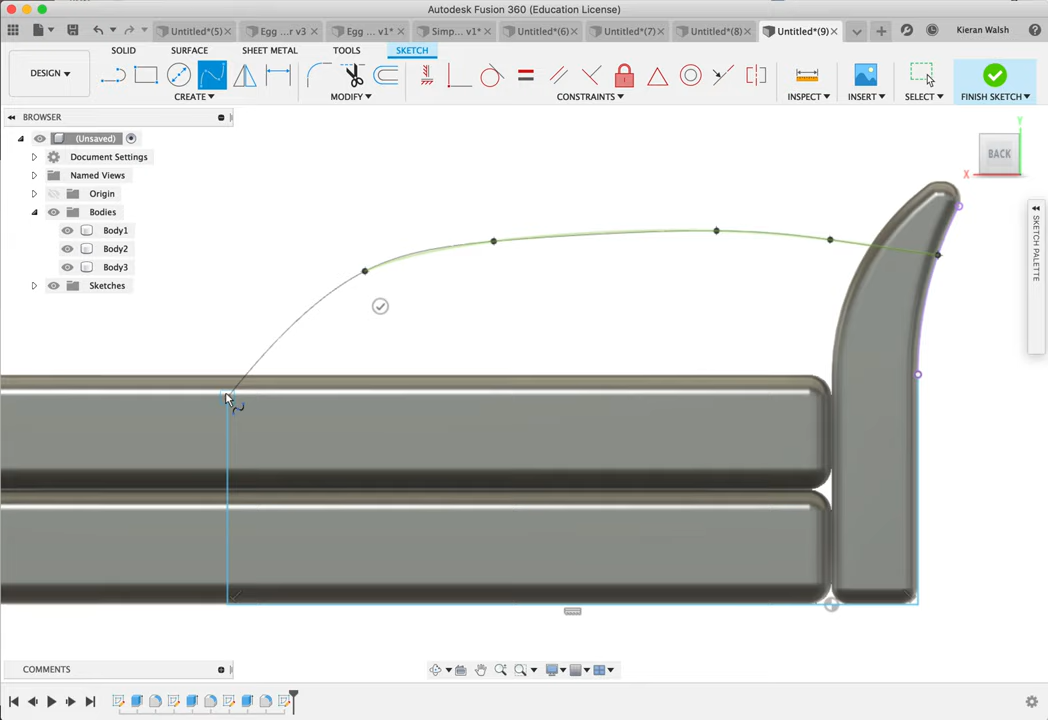 Autodesk Fusion 360 (Education License)
Untitled*(5) Egg ...r v3 Egg ... v1* Simp... v1* Untitled*(6) Untitled*(7) Untitled*(8) Untitled*(9) Kieran Walsh
DESIGN SOLID SURFACE SHEET METAL TOOLS SKETCH
CREATE MODIFY CONSTRAINTS INSPECT INSERT SELECT FINISH SKETCH
BROWSER
(Unsaved)
Document Settings
Named Views
Origin
Bodies
Body1
Body2
Body3
Sketches
Y
BACK
X
SKETCH PALETTE
COMMENTS